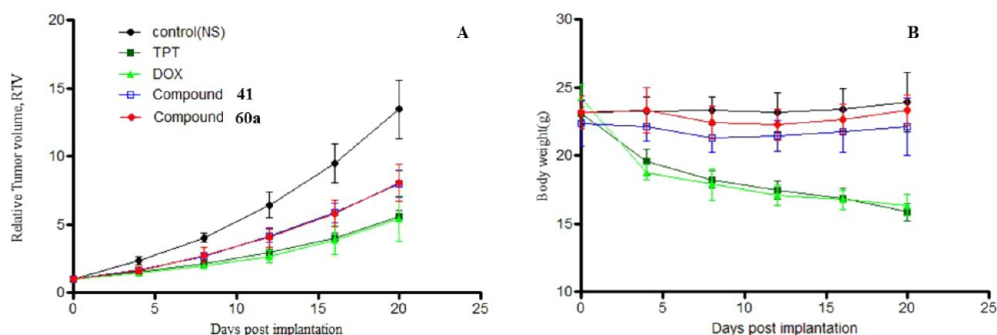 A
control(NS)
TPT
DOX
Compound 41
Compound 60a
Relative Tumor volume,RTV
20
15
10
5
0
0 5 10 15 20 25
Days post implantation
B
Body weight(g)
30
25
20
15
10
0 5 10 15 20 25
Days post implantation